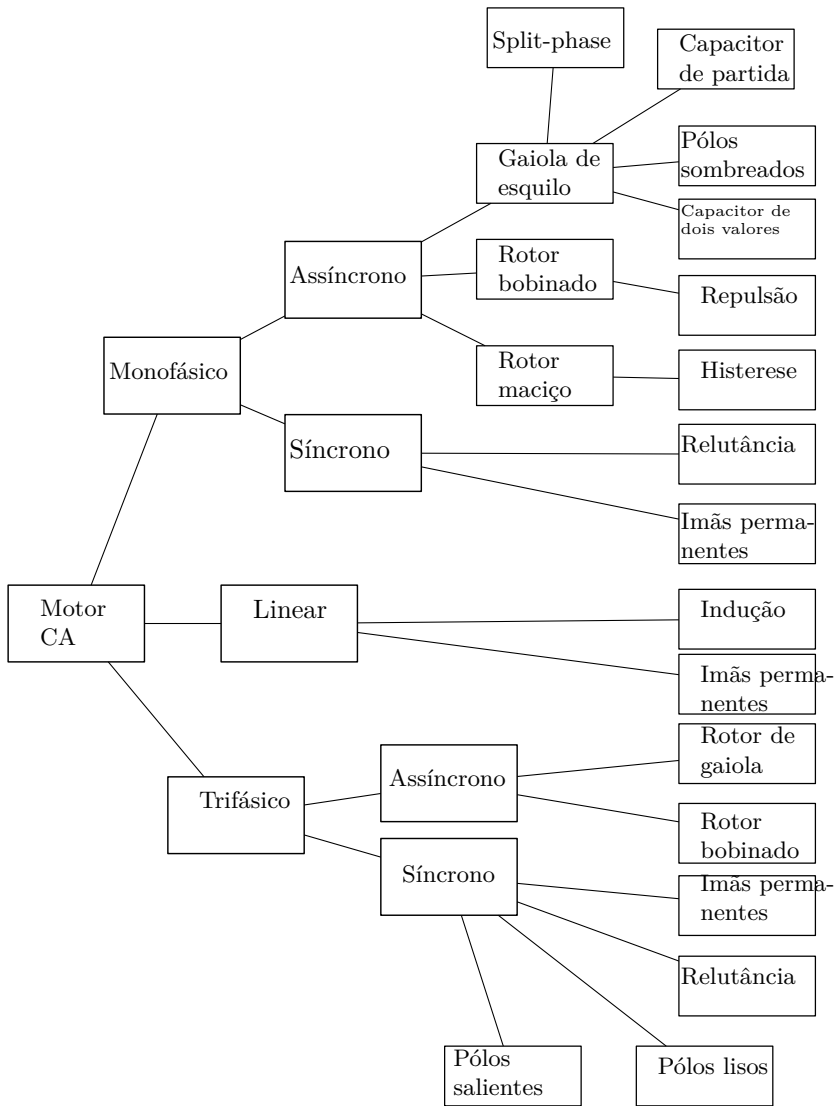 Split-phase
Capacitor
de partida
Gaiola de
esquilo
Pólos
sombreados
Capacitor de
dois valores
Assíncrono
Rotor
bobinado
Repulsão
Monofásico
Rotor
maciço
Histerese
Síncrono
Relutância
Imãs perma-
nentes
Motor
CA
Linear
Indução
Imãs perma-
nentes
Trifásico
Assíncrono
Rotor de
gaiola
Rotor
bobinado
Síncrono
Imãs perma-
nentes
Relutância
Pólos
salientes
Pólos lisos